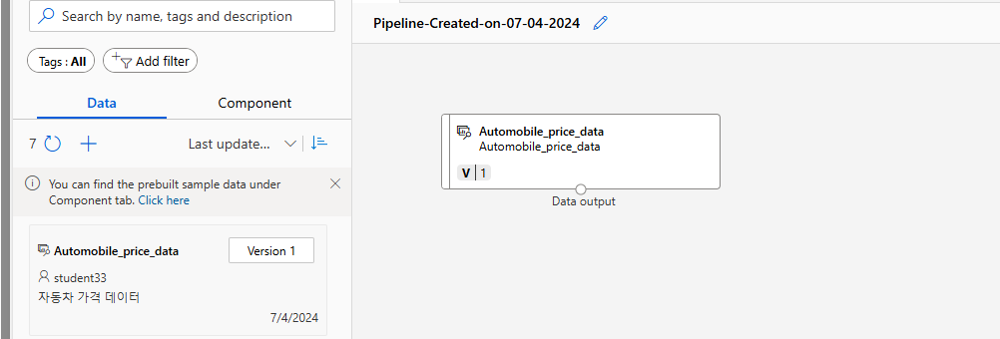 Search by name, tags and description
Tags : All
Add filter
Data
Component
7
Last update...
You can find the prebuilt sample data under
Component tab. Click here
Automobile_price_data
Version 1
student33
자동차 가격 데이터
7/4/2024
Pipeline-Created-on-07-04-2024
Automobile_price_data
Automobile_price_data
V 1
Data output